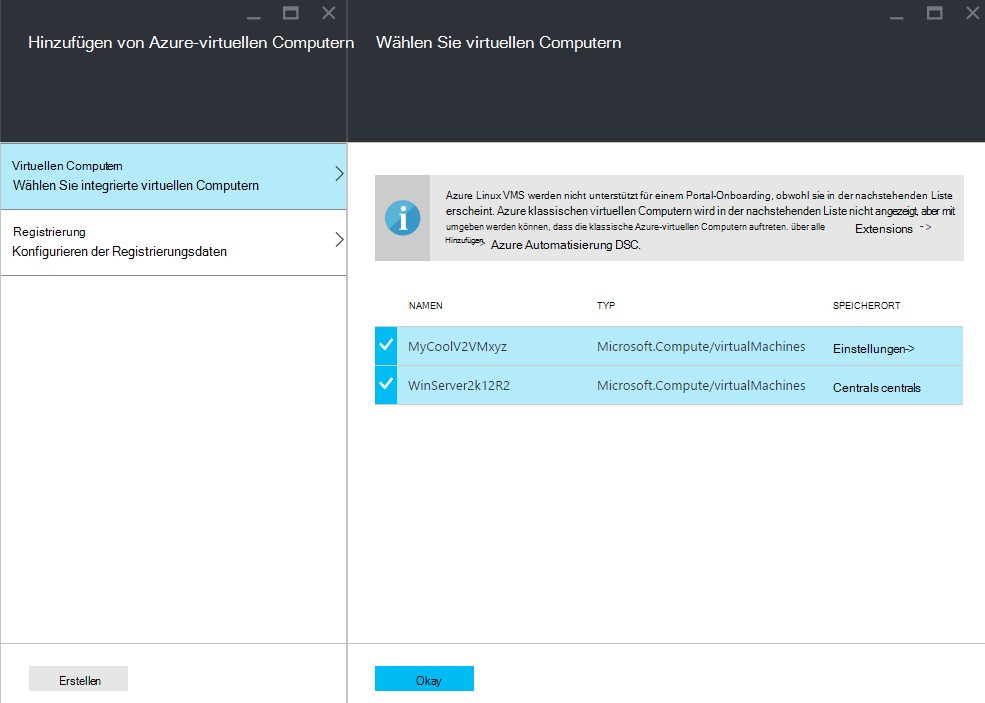 Hinzufügen von Azure-virtuellen Computern
Wählen Sie virtuellen Computern
Virtuellen Computern
Wählen Sie integrierte virtuellen Computern
Registrierung
Konfigurieren der Registrierungsdaten
Azure Linux VMS werden nicht unterstützt für einem Portal-Onboarding, obwohl sie in der nachstehenden Liste
erscheint. Azure klassischen virtuellen Computern wird in der nachstehenden Liste nicht angezeigt, aber mit
umgeben werden können, dass die klassische Azure-virtuellen Computern auftreten. über alle Extensions ->
Hinzufügen, Azure Automatisierung DSC.
NAMEN TYP SPEICHERORT
MyCoolV2VMxyz Microsoft.Compute/virtualMachines Einstellungen->
WinServer2k12R2 Microsoft.Compute/virtualMachines Centrals centrals
Erstellen
Okay